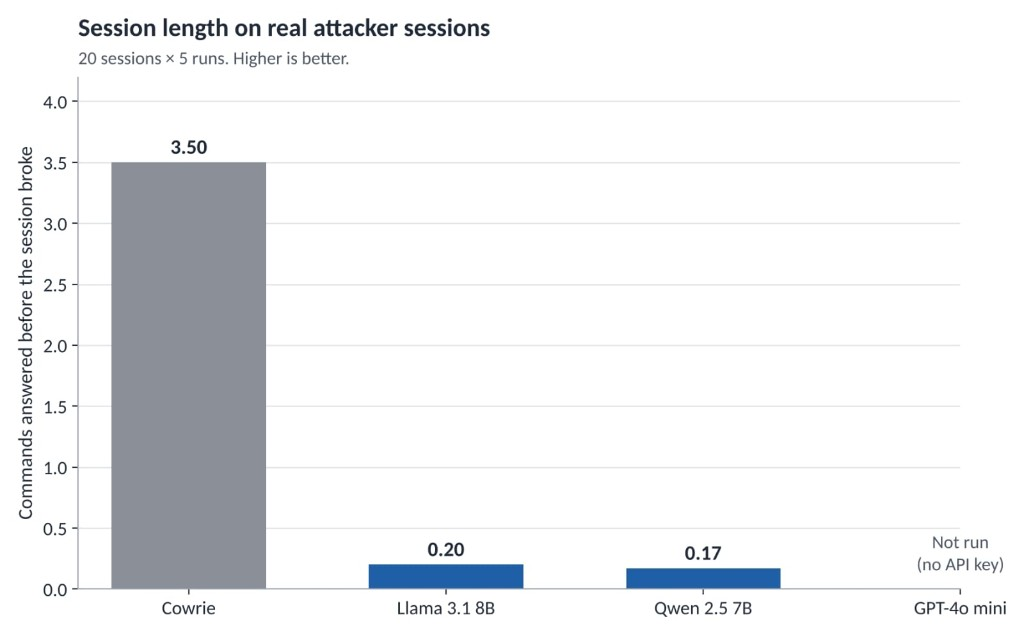 Session length on real attacker sessions
20 sessions × 5 runs. Higher is better.
Commands answered before the session broke
4.0
3.5
3.0
2.5
2.0
1.5
1.0
0.5
0.0
3.50
0.20
0.17
Not run
(no API key)
Cowrie
Llama 3.1 8B
Qwen 2.5 7B
GPT-4o mini